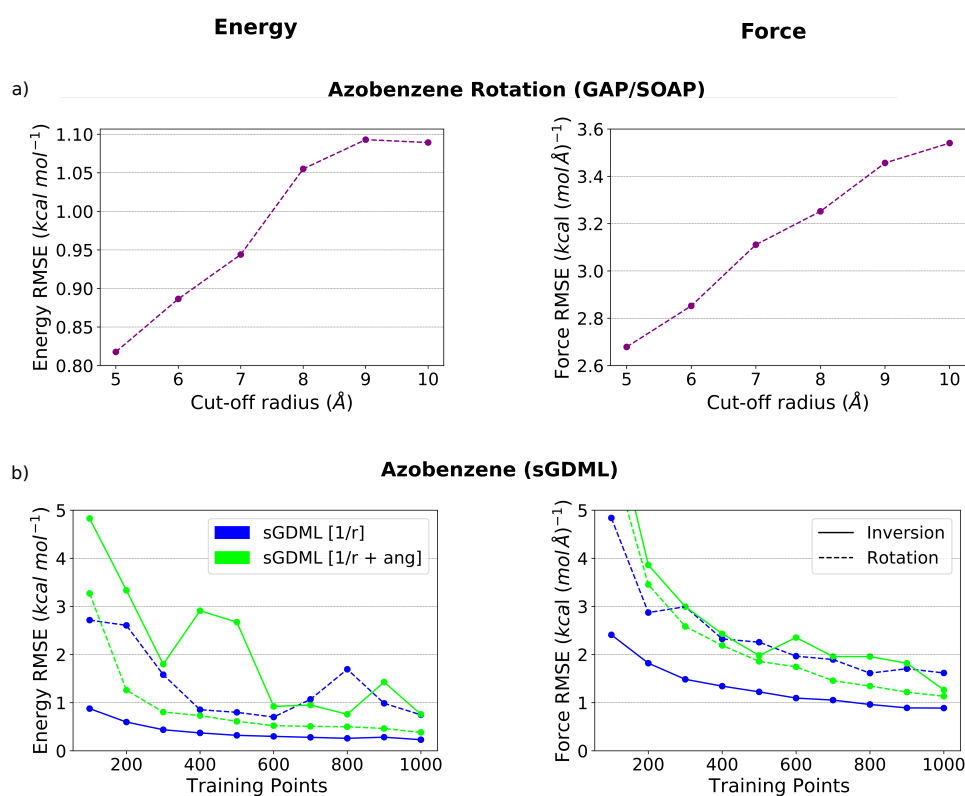 Energy
Force
a)
Azobenzene Rotation (GAP/SOAP)
Energy RMSE (kcal mol⁻¹)
1.10
1.05
1.00
0.95
0.90
0.85
0.80
5 6 7 8 9 10
Cut-off radius (Å)
Force RMSE (kcal (mol Å)⁻¹
3.6
3.4
3.2
3.0
2.8
2.6
5 6 7 8 9 10
Cut-off radius (Å)
b)
Azobenzene (sGDML)
Energy RMSE (kcal mol⁻¹)
5
4
3
2
1
0
sGDML [1/r]
sGDML [1/r + ang]
200 400 600 800 1000
Training Points
Force RMSE (kcal (mol Å)⁻¹
5
4
3
2
1
0
Inversion
Rotation
200 400 600 800 1000
Training Points